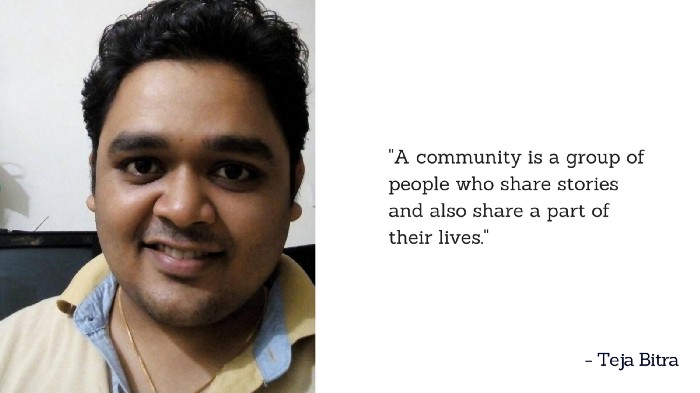 "A community is a group of
people who share stories
and also share a part of
their lives."
- Teja Bitra